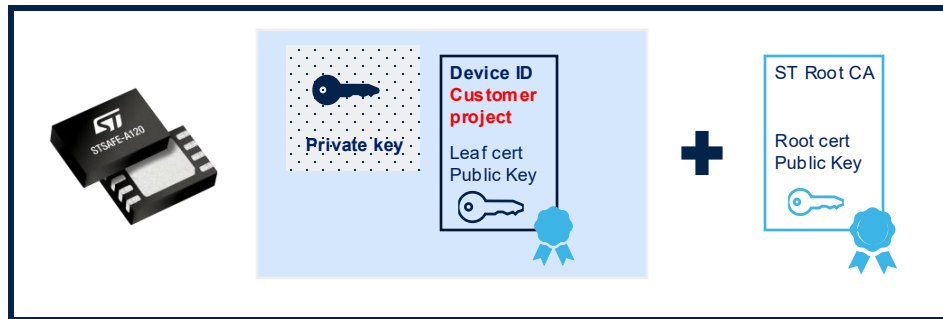 ST
STSAFE-A120
Private key
Device ID
Customer
project
Leaf cert
Public Key
ST Root CA
Root cert
Public Key